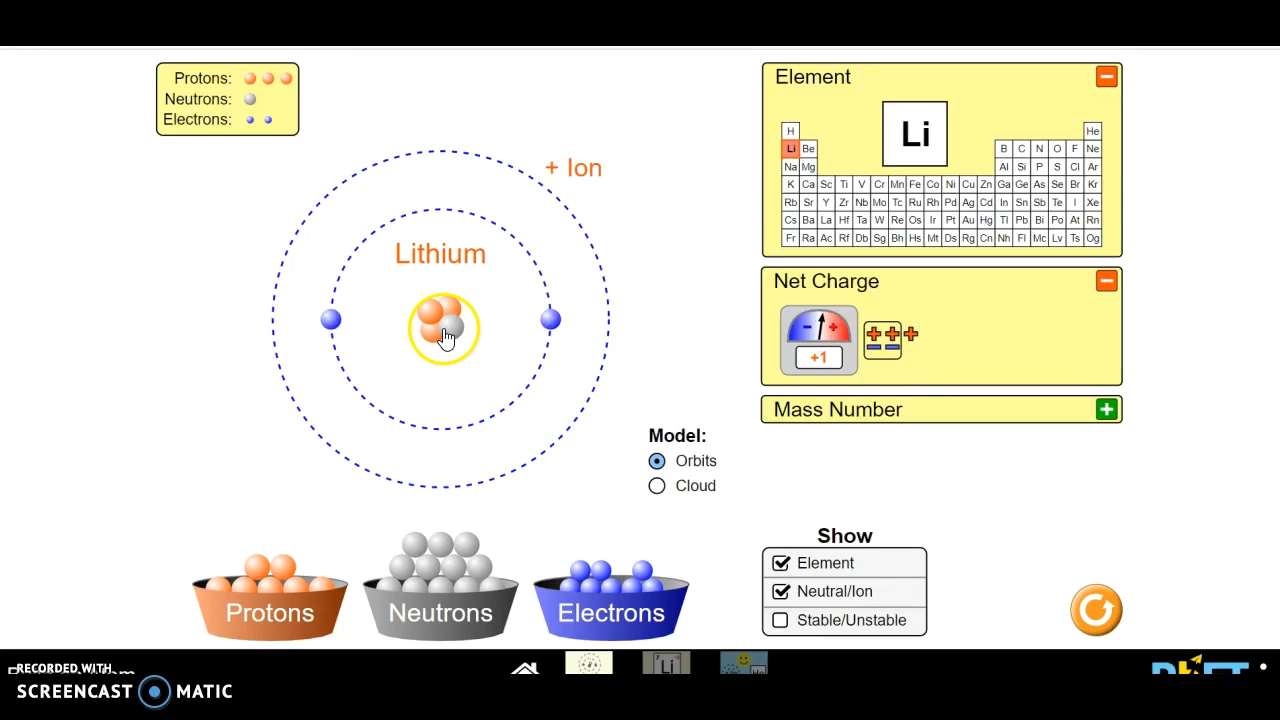 Protons:
Neutrons:
Electrons:
+ Ion
Lithium
Element
Li
H He
Li Be B C N O F Ne
Na Mg Al Si P S Cl Ar
K Ca Sc Ti V Cr Mn Fe Co Ni Cu Zn Ga Ge As Se Br Kr
Rb Sr Y Zr Nb Mo Tc Ru Rh Pd Ag Cd In Sn Sb Te I Xe
Cs Ba La Hf Ta W Re Os Ir Pt Au Hg Tl Pb Bi Po At Rn
Fr Ra Ac Rf Db Sg Bh Hs Mt Ds Rg Cn Nh Fl Mc Lv Ts Og
Net Charge
- +
+1
Mass Number
Model:
Orbits
Cloud
Protons
Neutrons
Electrons
Show
Element
Neutral/Ion
Stable/Unstable
RECORDED WITH
SCREENCAST MATIC
Li